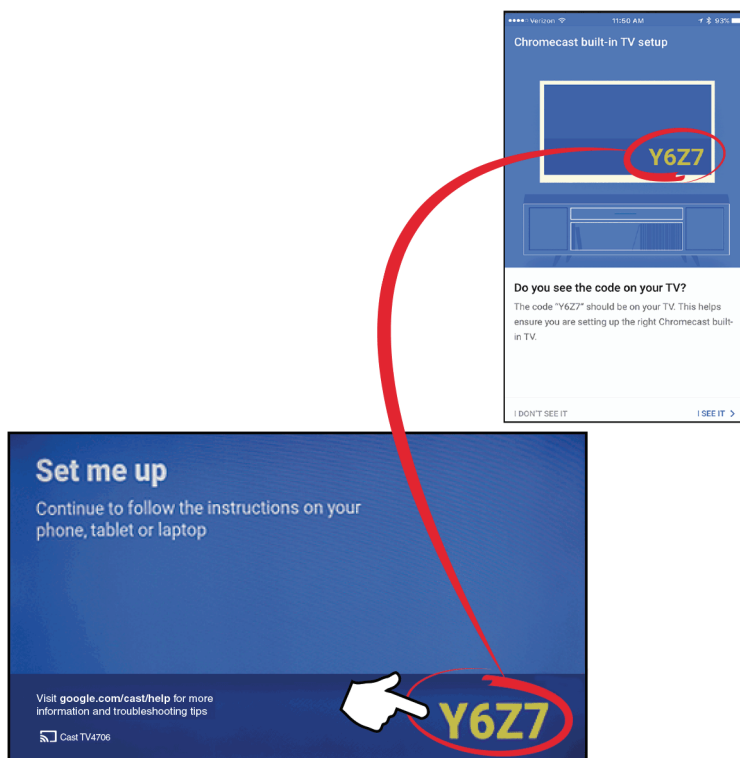 Verizon 11:50 AM 93%
Chromecast built-in TV setup
Y6Z7
Do you see the code on your TV?
The code "Y6Z7" should be on your TV. This helps
ensure you are setting up the right Chromecast built-
in TV.
I DON'T SEE IT I SEE IT >
Set me up
Continue to follow the instructions on your
phone, tablet or laptop
Visit google.com/cast/help for more
information and troubleshooting tips
Cast TV4706
Y6Z7